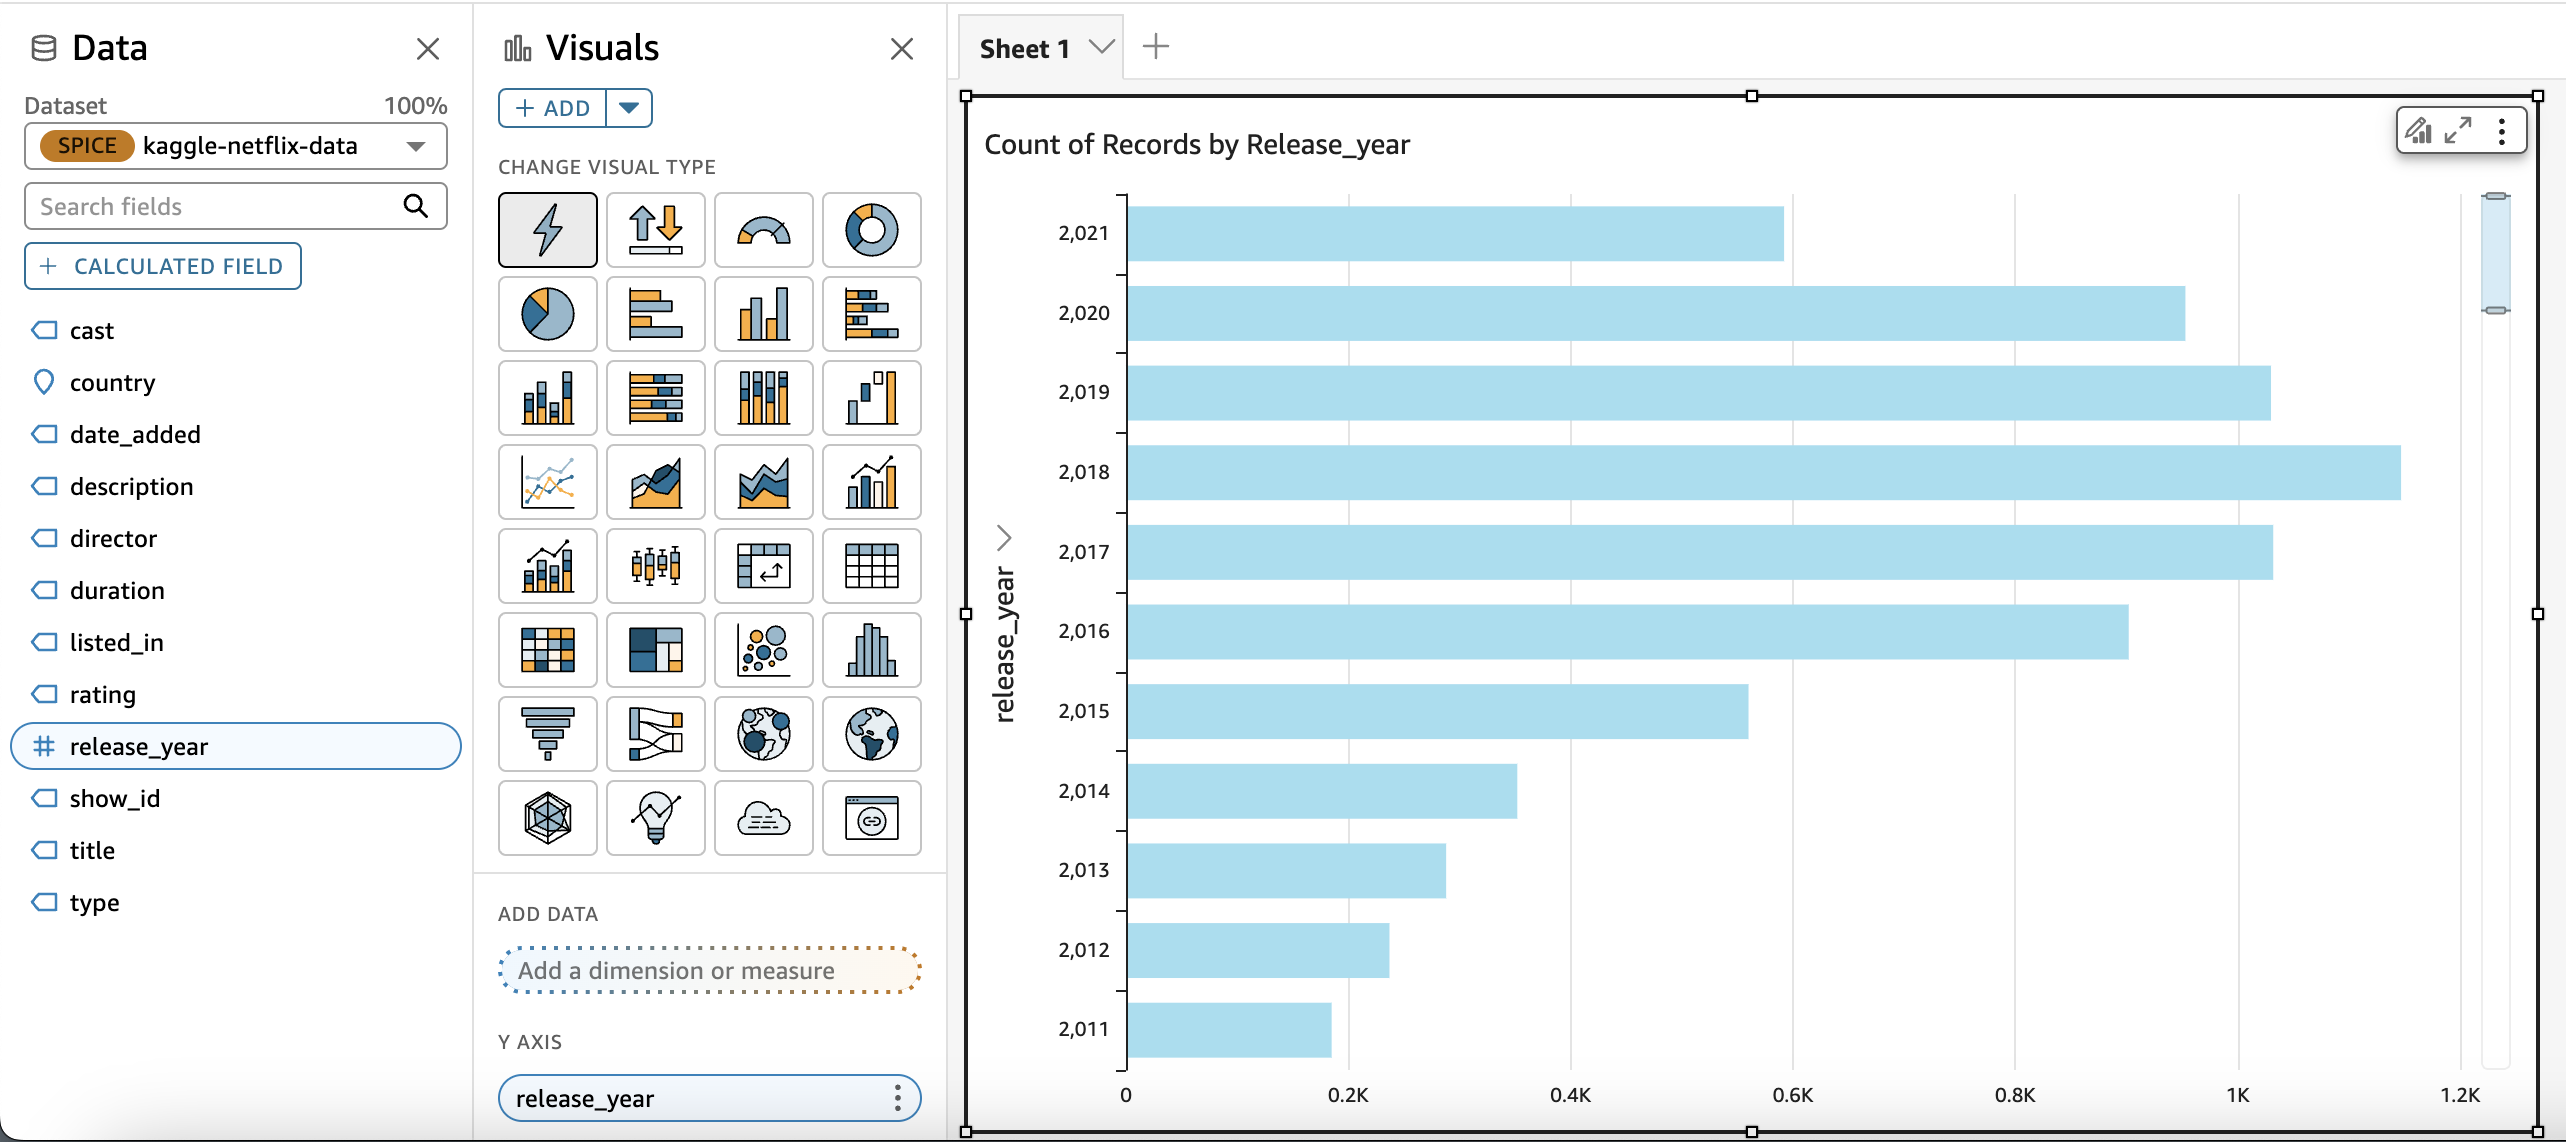 Data
Dataset 100%
SPICE kaggle-netflix-data
Search fields
+ CALCULATED FIELD
cast
country
date_added
description
director
duration
listed_in
rating
# release_year
show_id
title
type
Visuals
+ ADD
CHANGE VISUAL TYPE
ADD DATA
Add a dimension or measure
Y AXIS
release_year
Sheet 1
Count of Records by Release_year
release_year
2,021
2,020
2,019
2,018
2,017
2,016
2,015
2,014
2,013
2,012
2,011
0 0.2K 0.4K 0.6K 0.8K 1K 1.2K